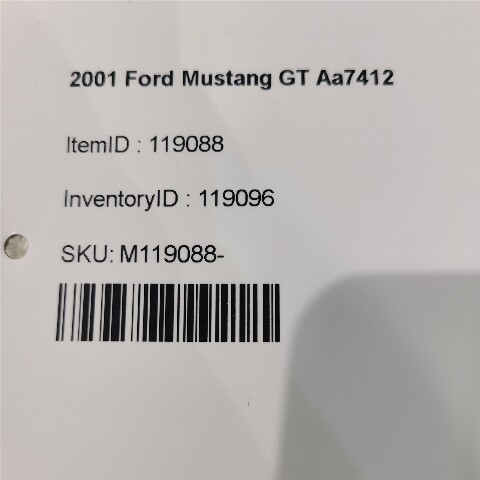 2001 Ford Mustang GT Aa7412
ItemID : 119088
InventoryID : 119096
SKU: M119088-